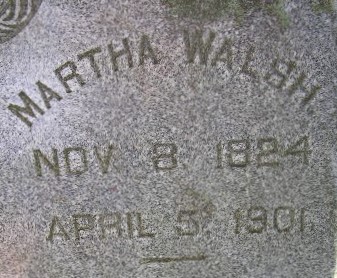 MARTHA WALSH
NOV 8 1824
APRIL 5, 1901.